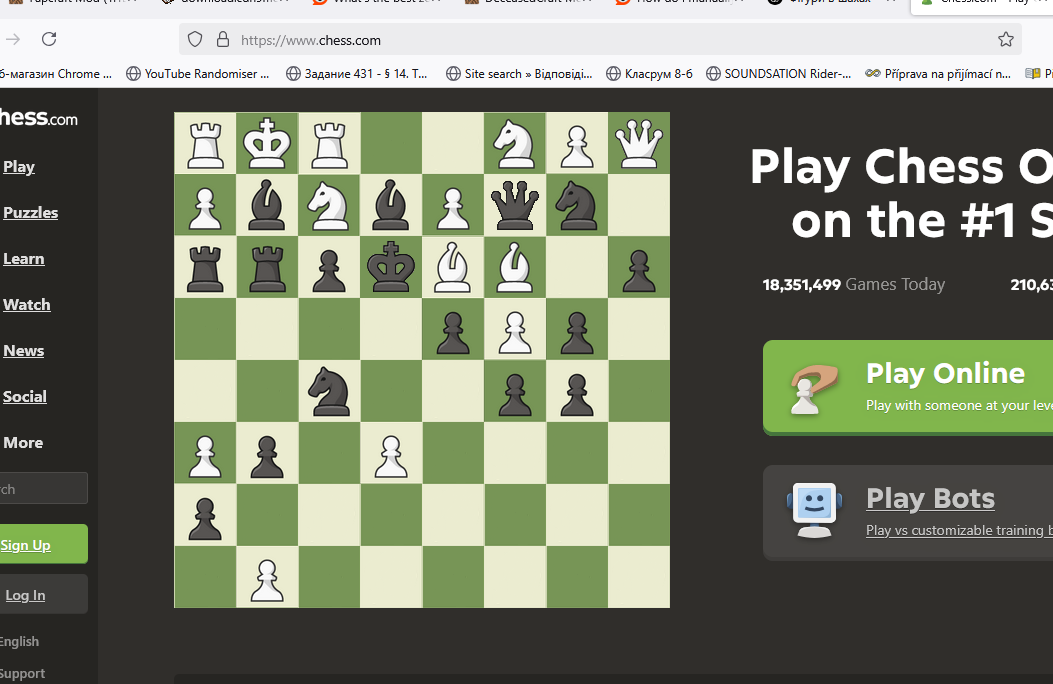 https://www.chess.com
б-магазин Chrome ...
YouTube Randomiser ...
Задание 431 - § 14. Т...
Site search » Відповіді...
Класрум 8-б
SOUNDSATION Rider-...
Příprava na přijímací n...
hess.com
Play
Puzzles
Learn
Watch
News
Social
More
rch
Sign Up
Log In
English
Support
Play Chess O
on the #1 S
18,351,499 Games Today
210,63
Play Online
Play with someone at your leve
Play Bots
Play vs customizable training b